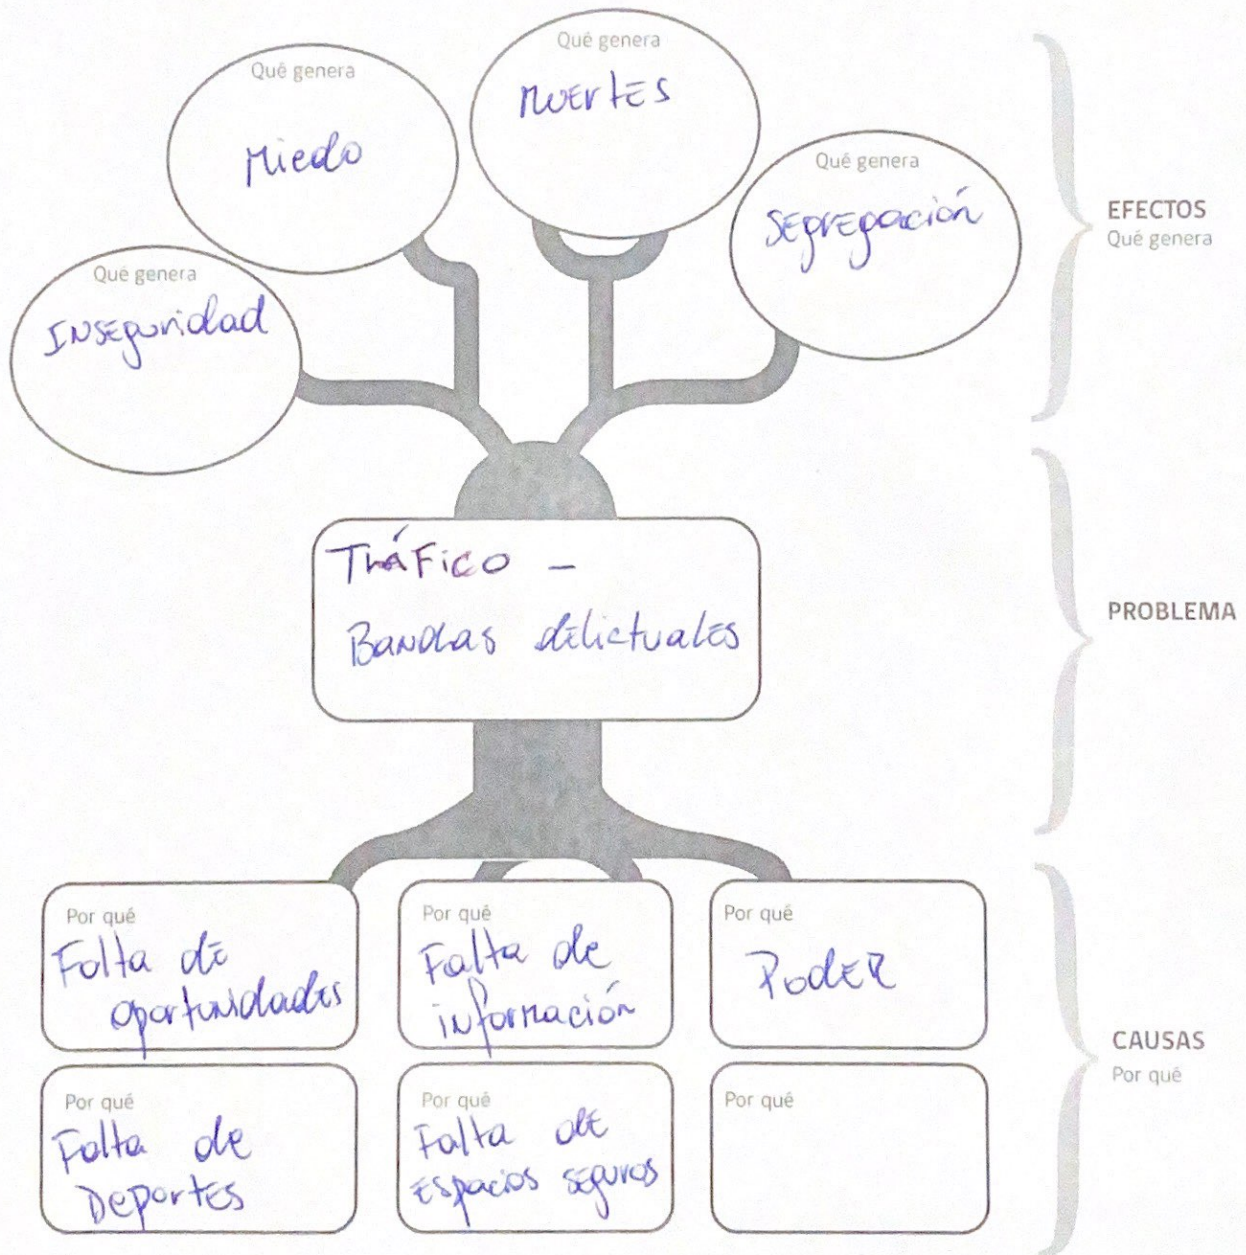 Qué genera
Muertes
Qué genera
Miedo
Qué genera
Segregación
Qué genera
Inseguridad
EFECTOS
Qué genera
Tráfico -
Bandas delictuales
PROBLEMA
Por qué
Falta de
oportunidades
Por qué
Falta de
información
Por qué
Poder
CAUSAS
Por qué
Por qué
Falta de
Deportes
Por qué
Falta de
espacios seguros
Por qué